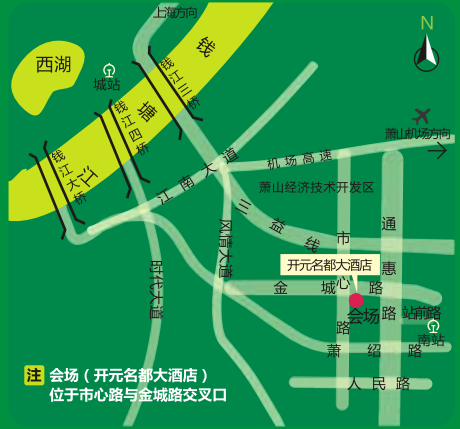 上海方向
N
钱
西湖
城站
钱江三桥
塘
钱江四桥
萧山机场方向
钱江大桥
江
江南大道
机场高速
萧山经济技术开发区
三益线
风情大道
市心路
通惠路
时代大道
开元名都大酒店
金城路
会场
站前路
南站
萧绍路
人民路
注 会场（开元名都大酒店）
位于市心路与金城路交叉口